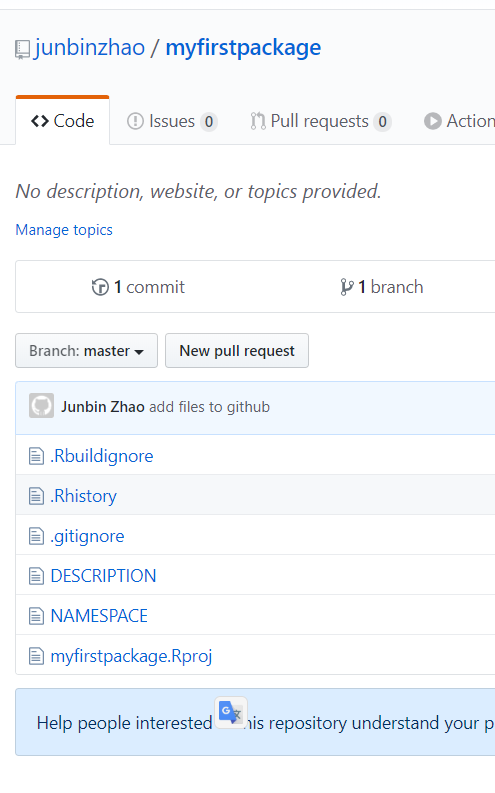 junbinzhao / myfirstpackage
Code Issues 0 Pull requests 0 Action
No description, website, or topics provided.
Manage topics
1 commit 1 branch
Branch: master New pull request
Junbin Zhao add files to github
.Rbuildignore
.Rhistory
.gitignore
DESCRIPTION
NAMESPACE
myfirstpackage.Rproj
Help people interested his repository understand your p